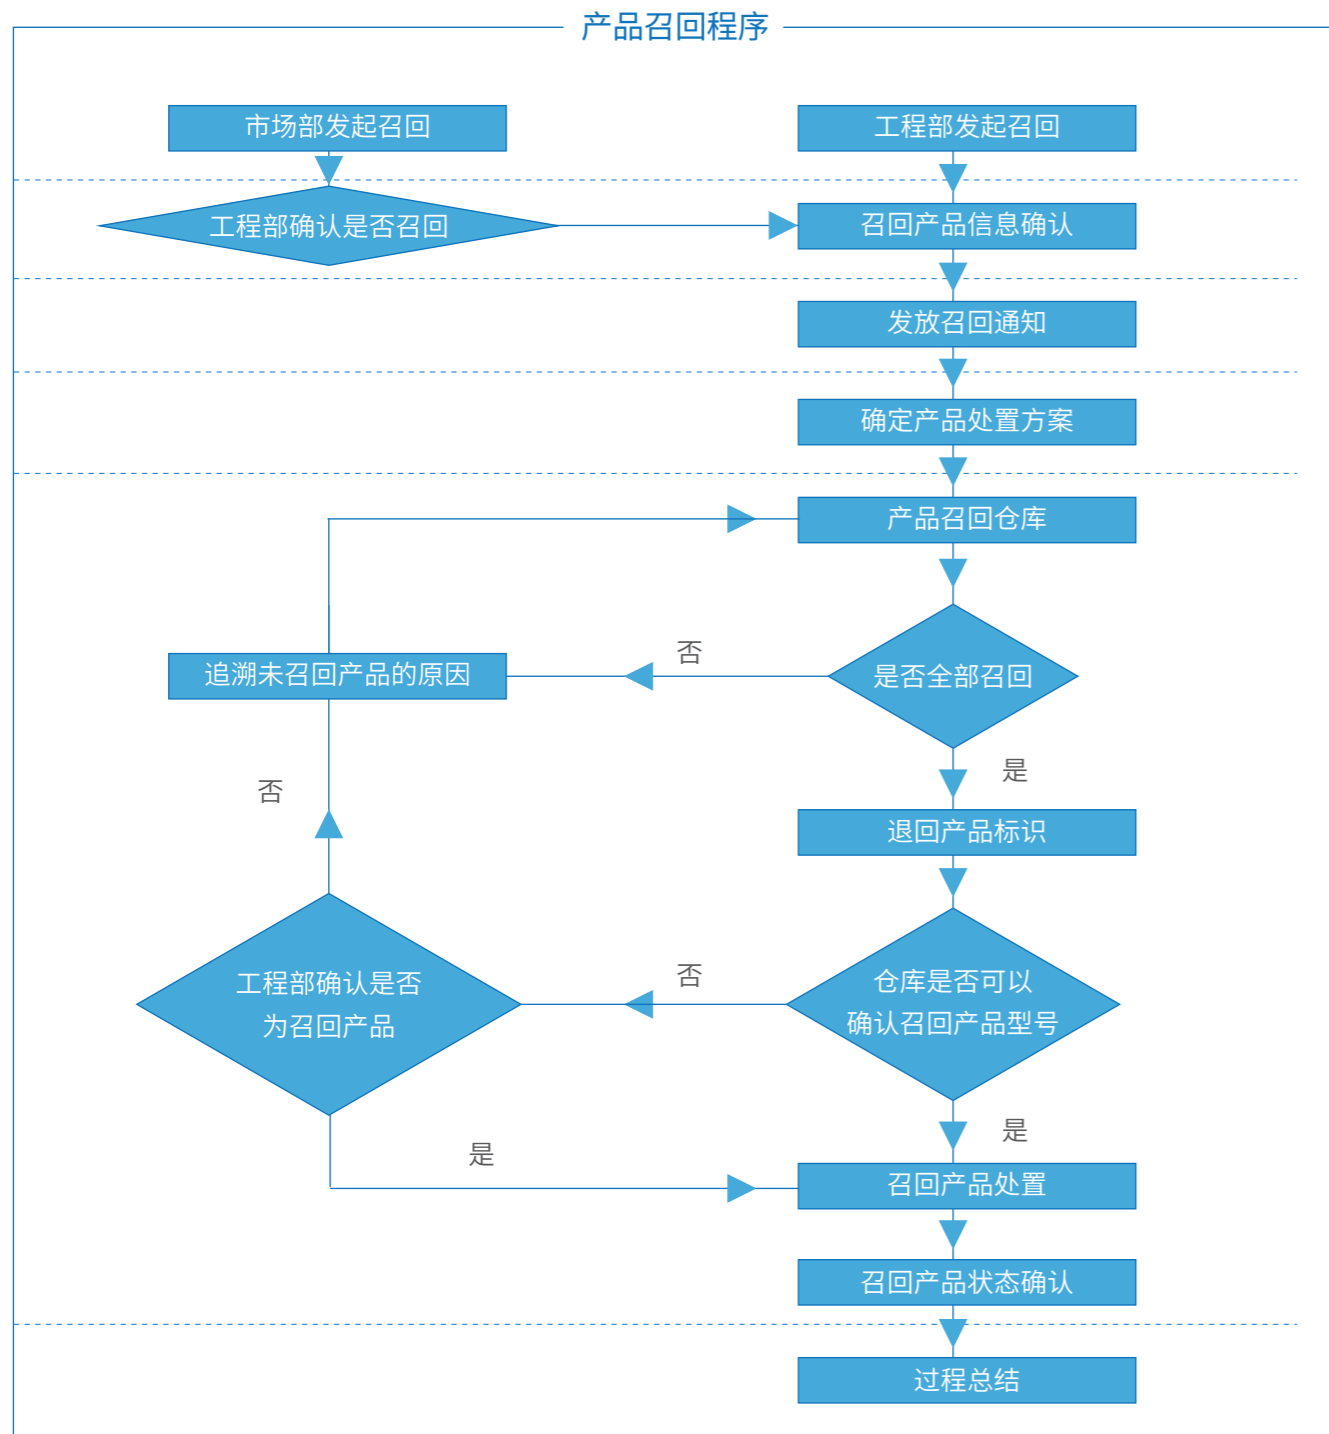 产品召回程序
市场部发起召回
工程部发起召回
工程部确认是否召回
召回产品信息确认
发放召回通知
确定产品处置方案
产品召回仓库
否
追溯未召回产品的原因
是否全部召回
是
否
退回产品标识
否
工程部确认是否
为召回产品
仓库是否可以
确认召回产品型号
是
是
召回产品处置
召回产品状态确认
过程总结